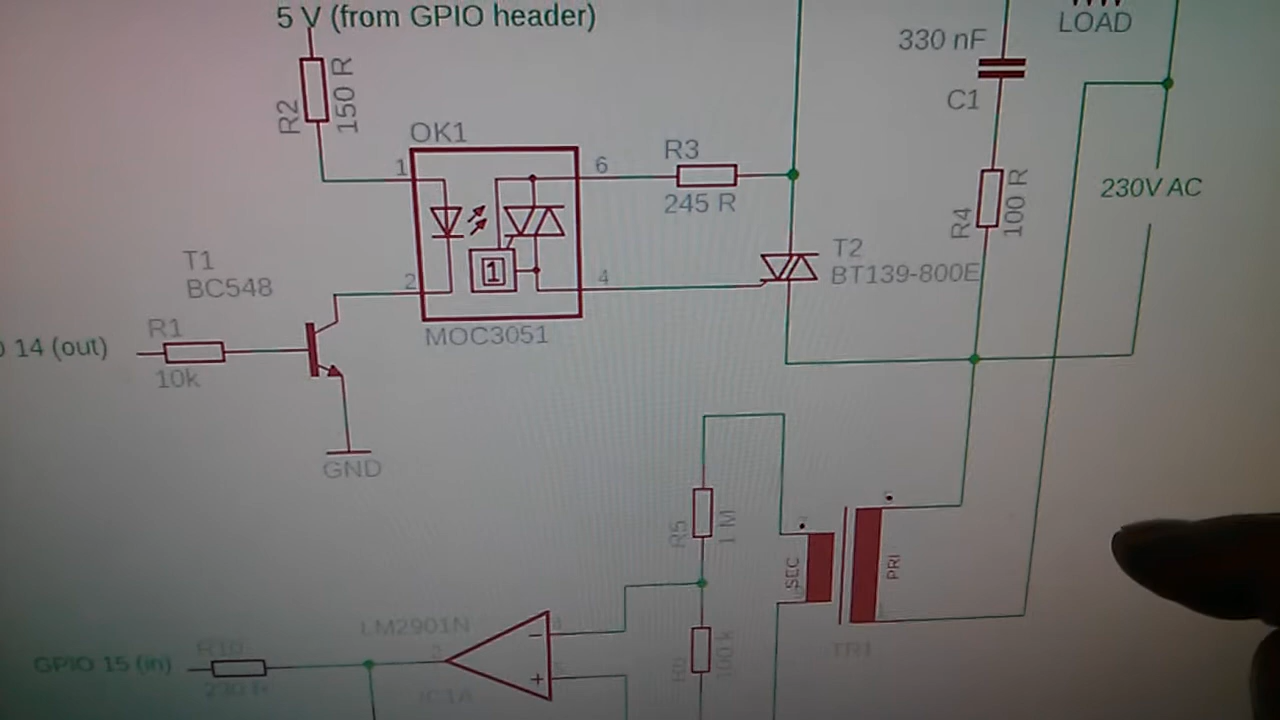 5 V (from GPIO header)
LOAD
330 nF
R2
150 R
C1
OK1
1
6
R3
245 R
230V AC
R4
100 R
T1
BC548
2
4
T2
BT139-800E
1
MOC3051
14 (out)
R1
10k
GND
R5
1 M
SEC
PRI
LM2901N
GPIO 15 (in)
R10
100 k
TR1
IC1A